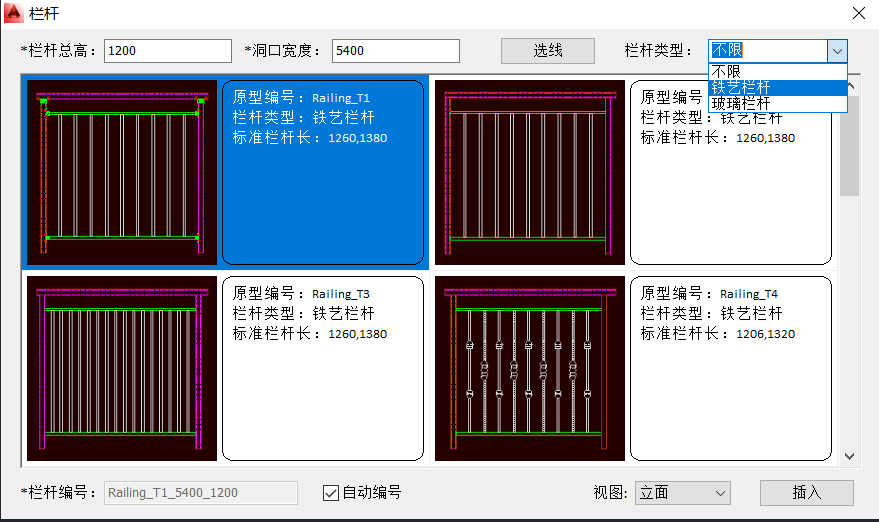 栏杆
*栏杆总高：
1200
*洞口宽度：
5400
选线
栏杆类型：
不限
不限
铁艺栏杆
玻璃栏杆
原型编号：Railing_T1
栏杆类型：铁艺栏杆
标准栏杆长：1260,1380
原型编号
栏杆类型：铁艺栏杆
标准栏杆长：1260,1380
原型编号：Railing_T3
栏杆类型：铁艺栏杆
标准栏杆长：1260,1380
原型编号：Railing_T4
栏杆类型：铁艺栏杆
标准栏杆长：1206,1320
*栏杆编号：
Railing_T1_5400_1200
自动编号
视图:
立面
插入